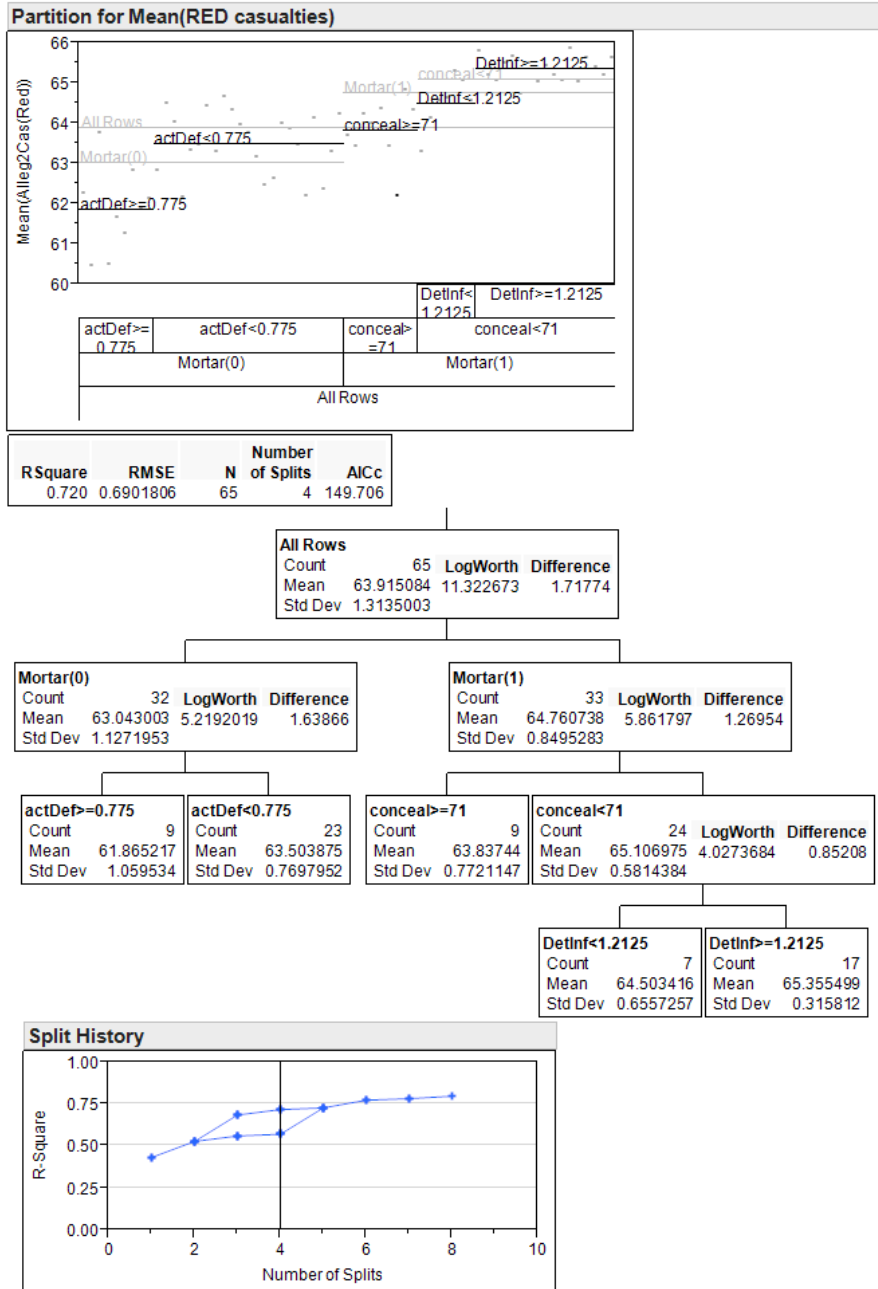 Partition for Mean(RED casualties)
Mean(Alleg2Cas(Red))
66
65
64
63
62
61
60
All Rows
Mortar(0)
actDef>=0.775
actDef<0.775
Mortar(1)
conceal>=71
conceal<71
DetInf<1.2125
DetInf>=1.2125
DetInf<
1.2125
DetInf>=1.2125
actDef>=
0.775
actDef<0.775
conceal>
=71
conceal<71
Mortar(0)
Mortar(1)
All Rows
RSquare RMSE N Number of Splits AICc
0.720 0.6901806 65 4 149.706
All Rows
Count 65 LogWorth Difference
Mean 63.915084 11.322673 1.71774
Std Dev 1.3135003
Mortar(0)
Count 32 LogWorth Difference
Mean 63.043003 5.2192019 1.63866
Std Dev 1.1271953
Mortar(1)
Count 33 LogWorth Difference
Mean 64.760738 5.861797 1.26954
Std Dev 0.8495283
actDef>=0.775
Count 9
Mean 61.865217
Std Dev 1.059534
actDef<0.775
Count 23
Mean 63.503875
Std Dev 0.7697952
conceal>=71
Count 9
Mean 63.83744
Std Dev 0.7721147
conceal<71
Count 24 LogWorth Difference
Mean 65.106975 4.0273684 0.85208
Std Dev 0.5814384
DetInf<1.2125
Count 7
Mean 64.503416
Std Dev 0.6557257
DetInf>=1.2125
Count 17
Mean 65.355499
Std Dev 0.315812
Split History
R-Square
1.00
0.75
0.50
0.25
0.00
0 2 4 6 8 10
Number of Splits